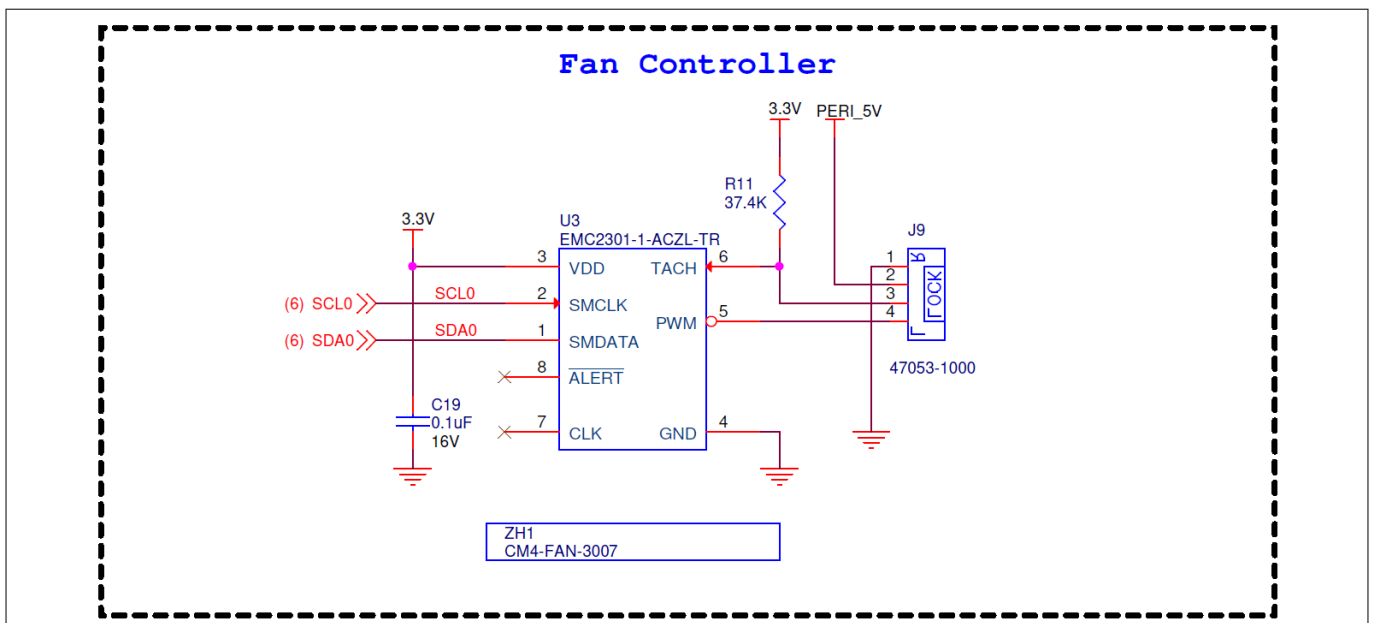 Fan Controller
3.3V
PERI_5V
R11
37.4K
3.3V
U3
EMC2301-1-ACZL-TR
J9
3
VDD
TACH
6
1
2
3
4
R
LOCK
L
(6) SCL0
SCL0
2
SMCLK
PWM
5
(6) SDA0
SDA0
1
SMDATA
8
ALERT
47053-1000
C19
0.1uF
16V
7
CLK
GND
4
ZH1
CM4-FAN-3007